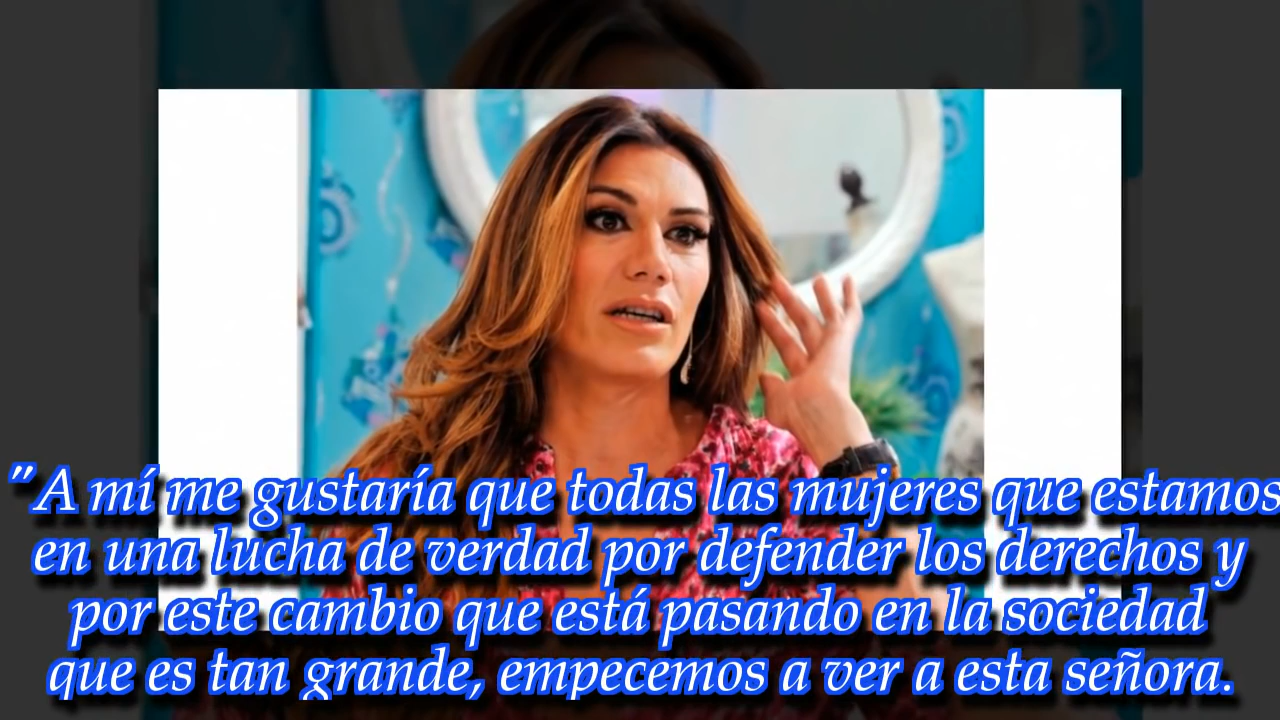 "A mí me gustaría que todas las mujeres que estamos
en una lucha de verdad por defender los derechos y
por este cambio que está pasando en la sociedad
que es tan grande, empecemos a ver a esta señora.